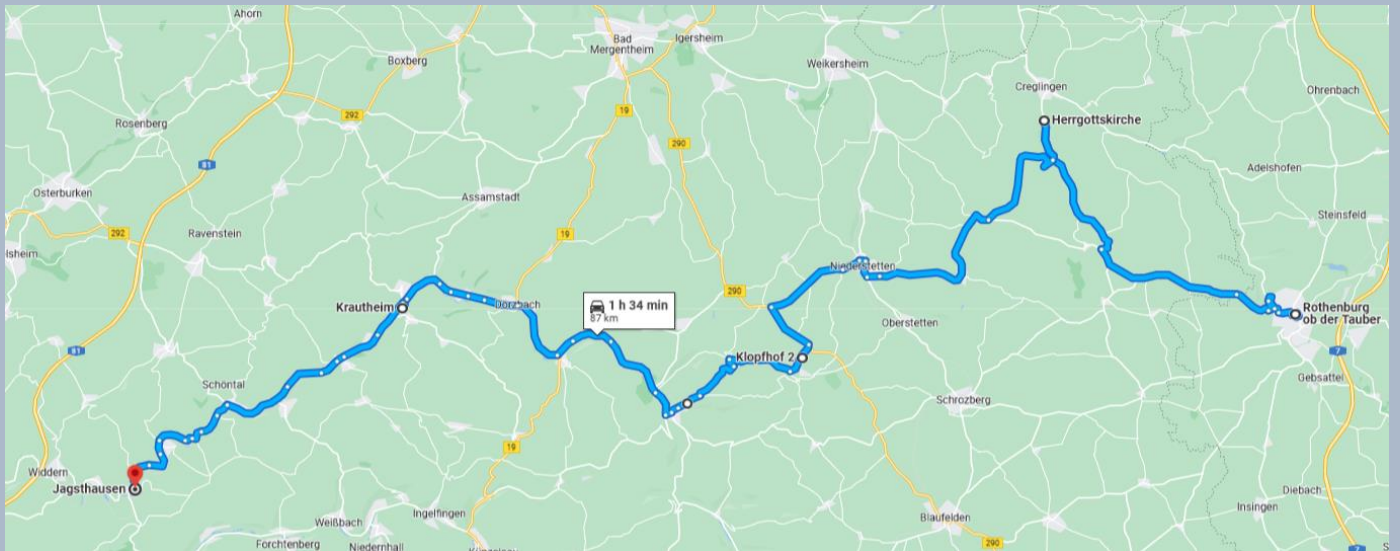 Ahorn
Bad
Mergentheim
Igersheim
Boxberg
Weikersheim
Creglingen
Ohrenbach
292
19
Rosenberg
Herrgottskirche
290
81
Adelshofen
Osterburken
Assamstadt
Steinsfeld
292
Ravenstein
19
elsheim
Niederstetten
290
Krautheim
Dörzbach
1 h 34 min
87 km
Rothenburg
ob der Tauber
Oberstetten
81
Klopfhof 2
7
Gebsattel
Schöntal
Schrozberg
19
Widdern
Jagsthausen
Diebach
Ingelfingen
Insingen
Weißbach
Blaufelden
Forchtenberg
Niedernhall
290
7